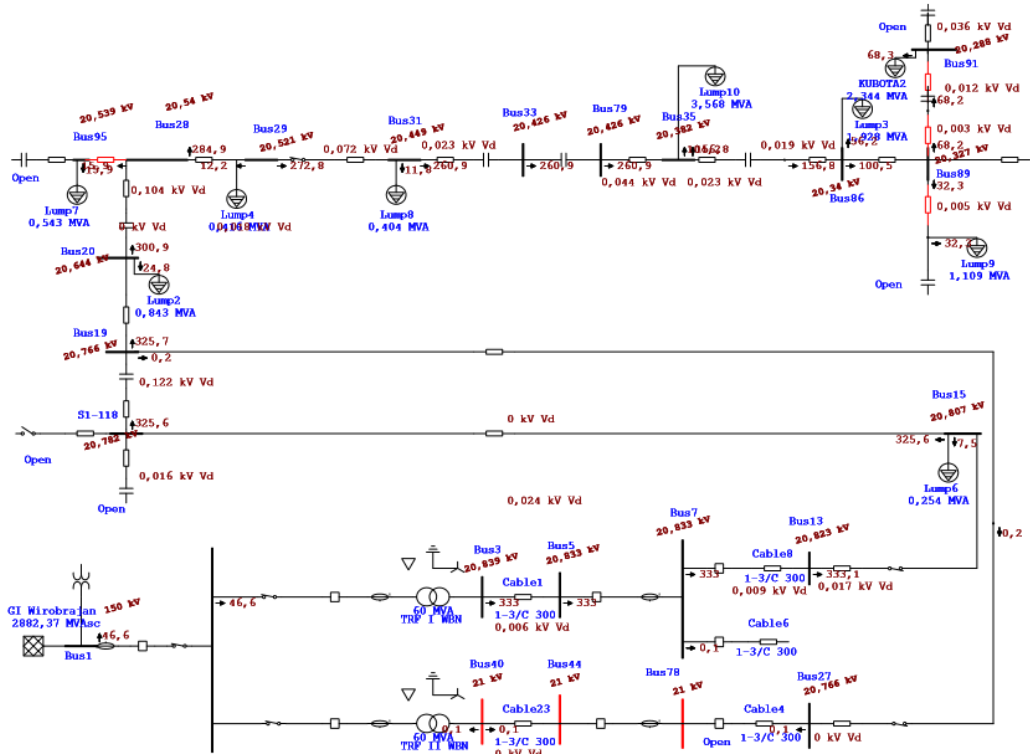 Open
0,036 kV Vd
68,3
20,288 kV
Bus91
KUBOTA2
2,344 MVA
0,012 kV Vd
68,2
Lump10
3,568 MVA
Lump3
1,928 MVA
0,003 kV Vd
68,2
20,539 kV
20,54 kV
Bus95
Bus28
Bus29
20,521 kV
Bus31
20,449 kV
Bus33
20,426 kV
Bus79
20,426 kV
Bus35
20,382 kV
20,327 kV
Bus89
284,9
12,2
0,072 kV Vd
272,8
0,023 kV Vd
11,8
260,9
260,9
260,9
0,044 kV Vd
0,023 kV Vd
0,019 kV Vd
156,8
100,5
20,34 kV
Bus86
32,3
0,005 kV Vd
Open
15,9
Lump7
0,543 MVA
0,104 kV Vd
Lump4
Lump8
0,404 MVA
Lump9
1,109 MVA
Open
Bus20
20,644 kV
300,9
24,8
Lump2
0,843 MVA
Bus19
20,766 kV
325,7
0,2
0,122 kV Vd
S1-118
20,782 kV
325,6
0 kV Vd
Bus15
20,807 kV
325,6
7,5
Lump6
0,254 MVA
Open
0,016 kV Vd
Open
0,024 kV Vd
0,2
Bus3
20,839 kV
Bus5
20,833 kV
Bus7
20,833 kV
Bus13
20,823 kV
Cable1
Cable8
46,6
333
333
333
333,1
60 MVA
TRF I WBN
1-3/C 300
0,006 kV Vd
1-3/C 300
0,009 kV Vd
0,017 kV Vd
Cable6
0,1
1-3/C 300
GI Wirobrajan
150 kV
2882,37 MVAsc
46,6
Bus1
Bus40
21 kV
Bus44
21 kV
Bus78
21 kV
Bus27
20,766 kV
Cable23
Cable4
0,1
0,1
0,1
60 MVA
TRF II WBN
1-3/C 300
0 kV Vd
Open
1-3/C 300
0 kV Vd